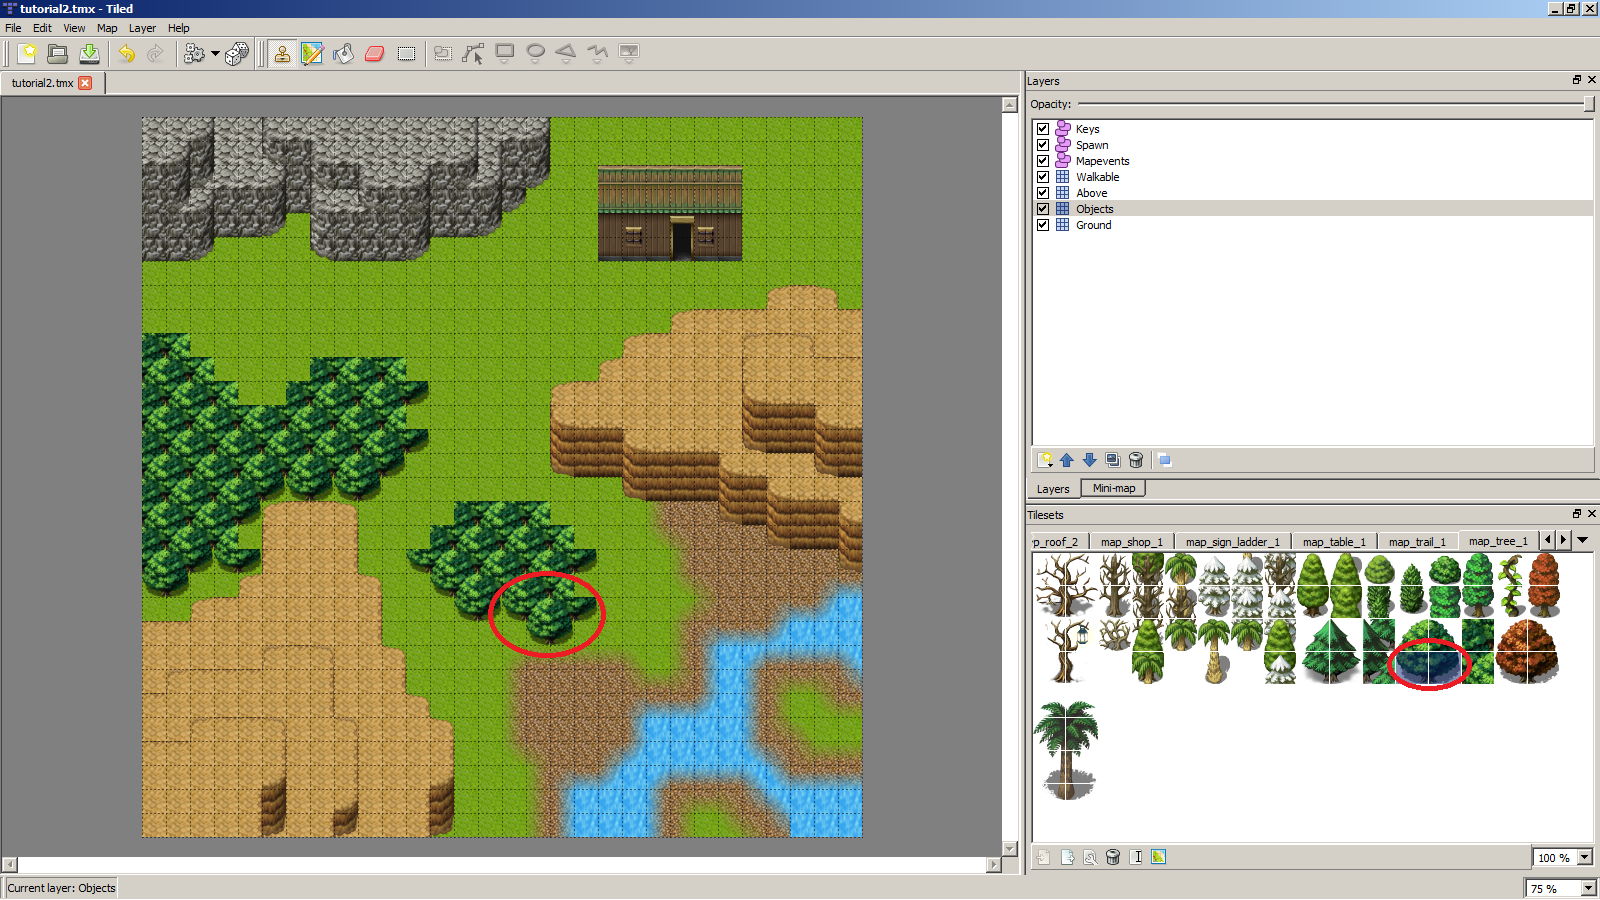 tutorial2.tmx - Tiled
File Edit View Map Layer Help
tutorial2.tmx
Layers
Opacity:
Keys
Spawn
Mapevents
Walkable
Above
Objects
Ground
Layers Mini-map
Tilesets
p_roof_2 map_shop_1 map_sign_ladder_1 map_table_1 map_trail_1 map_tree_1
100 %
Current layer: Objects
75 %